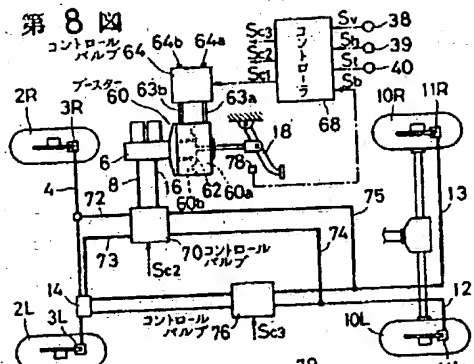 第8図
コントロール
バルブ
64
64b
64a
Sc3
Sc2
Sc1
コントローラ
Sv
38
Sh
39
St
40
Sb
ブースター
63b
63a
68
60
2R
3R
18
10R
11R
6
78
8
16
62
60a
60b
4
72
75
13
73
70
コントロール
バルブ
74
Sc2
14
12
2L
3L
コントロール
バルブ
76
Sc3
10L